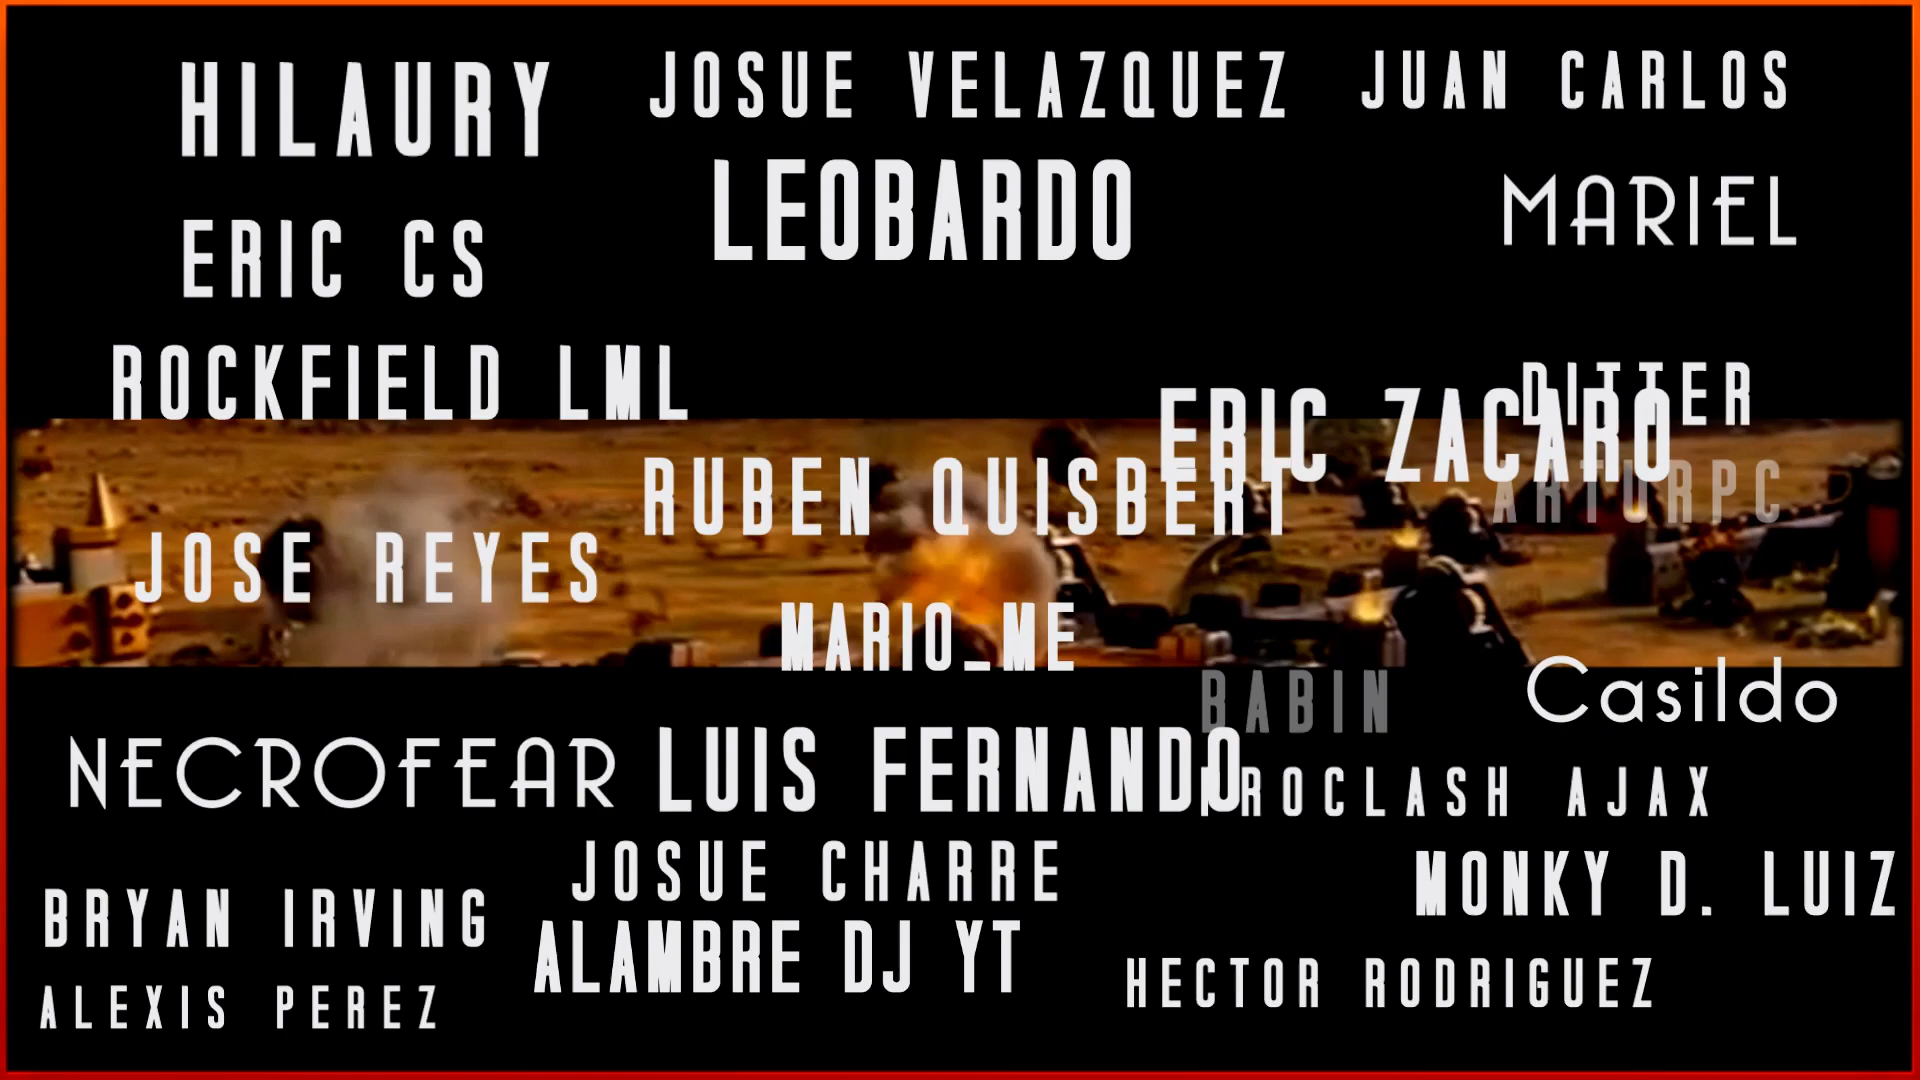 HILAURY
JOSUE VELAZQUEZ
JUAN CARLOS
LEOBARDO
MARIEL
ERIC CS
ROCKFIELD LML
DITTER
ERIC ZACARO
RUBEN QUISBERT
ARTURPC
JOSE REYES
MARIO_ME
BABIN
Casildo
NECROFEAR
LUIS FERNANDO
AJAX
JOSUE CHARRE
MONKY D. LUIZ
BRYAN IRVING
ALAMBRE DJ YT
HECTOR RODRIGUEZ
ALEXIS PEREZ